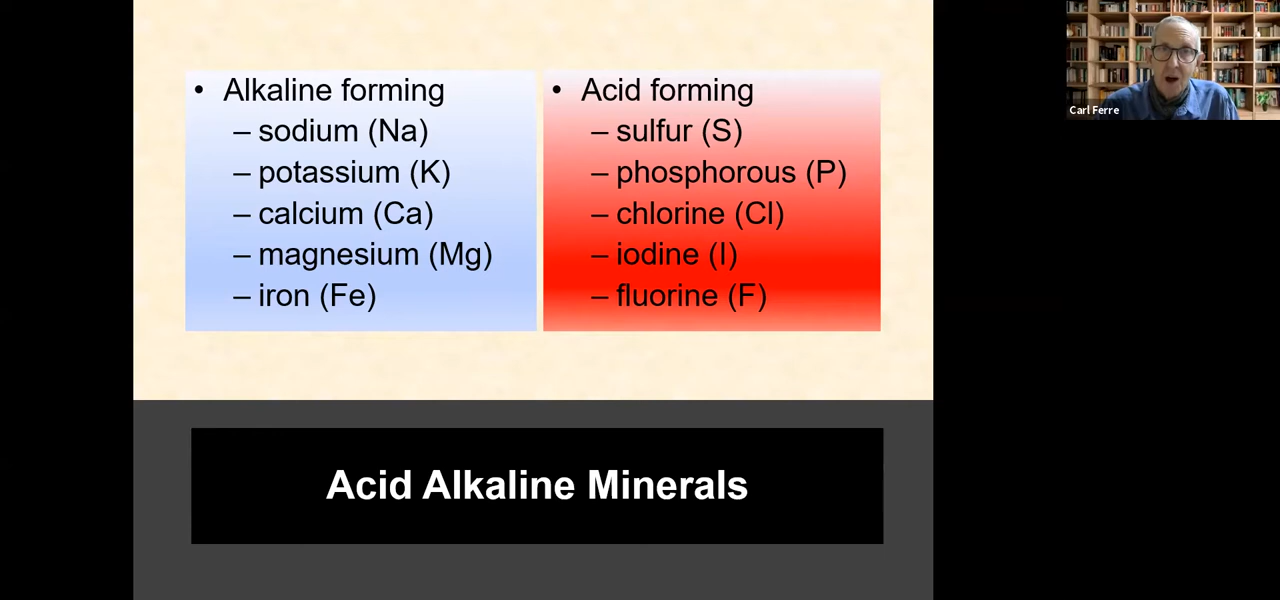 • Alkaline forming
– sodium (Na)
– potassium (K)
– calcium (Ca)
– magnesium (Mg)
– iron (Fe)
• Acid forming
– sulfur (S)
– phosphorous (P)
– chlorine (Cl)
– iodine (I)
– fluorine (F)
Acid Alkaline Minerals
Carl Ferre